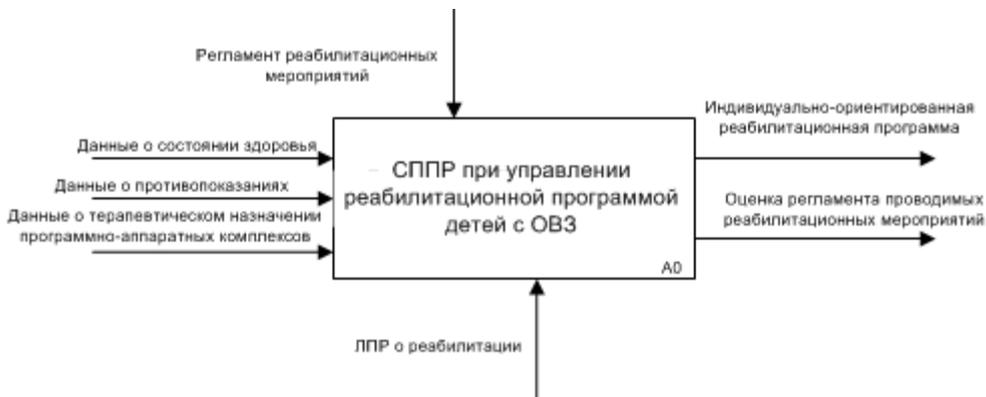 Регламент реабилитационных
мероприятий
Данные о состоянии здоровья
Данные о противопоказаниях
Данные о терапевтическом назначении
программно-аппаратных комплексов
СППР при управлении
реабилитационной программой
детей с ОВЗ
А0
Индивидуально-ориентированная
реабилитационная программа
Оценка регламента проводимых
реабилитационных мероприятий
ЛПР о реабилитации